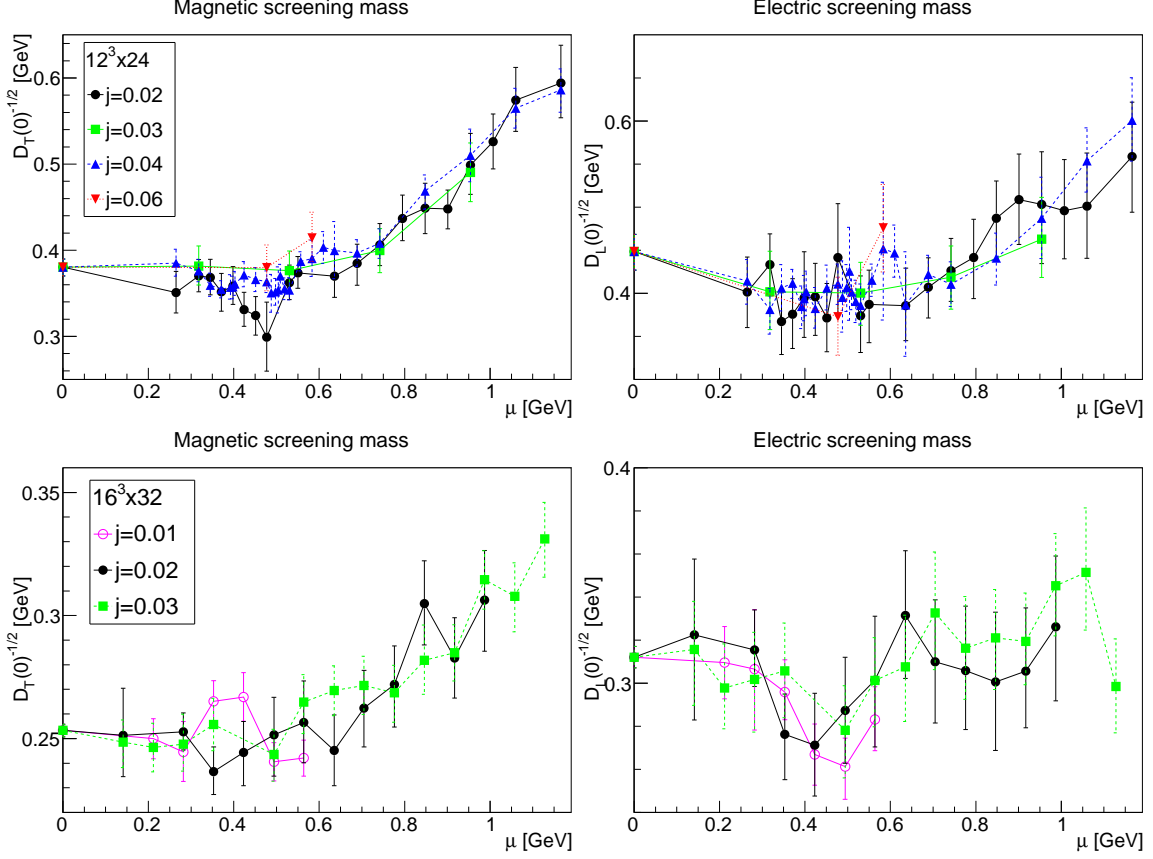 Magnetic screening mass
D_T(0)^{-1/2} [GeV]
0.6
0.5
0.4
0.3
12³x24
j=0.02
j=0.03
j=0.04
j=0.06
0 0.2 0.4 0.6 0.8 1
μ [GeV]
Electric screening mass
D_L(0)^{-1/2} [GeV]
0.6
0.4
0 0.2 0.4 0.6 0.8 1
μ [GeV]
Magnetic screening mass
D_T(0)^{-1/2} [GeV]
0.35
0.3
0.25
16³x32
j=0.01
j=0.02
j=0.03
0 0.2 0.4 0.6 0.8 1
μ [GeV]
Electric screening mass
D_L(0)^{-1/2} [GeV]
0.4
0.3
0 0.2 0.4 0.6 0.8 1
μ [GeV]